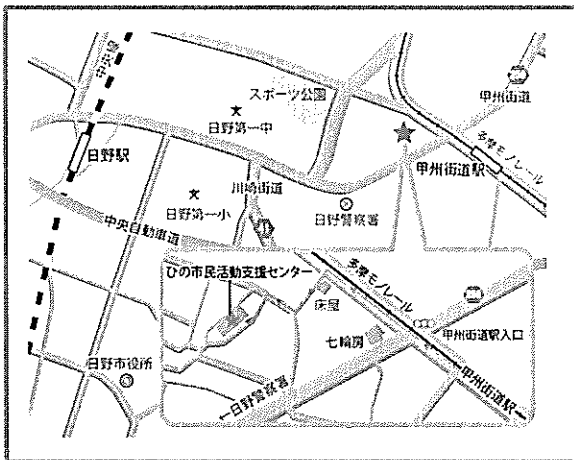 中央線
スポーツ公園
甲州街道
日野第一中
多摩モノレール
日野駅
甲州街道駅
川崎街道
日野第一小
日野警察署
中央自動車道
多摩モノレール
ひの市民活動支援センター
床屋
七輪房
甲州街道駅入口
日野市役所
←日野警察署
甲州街道駅→